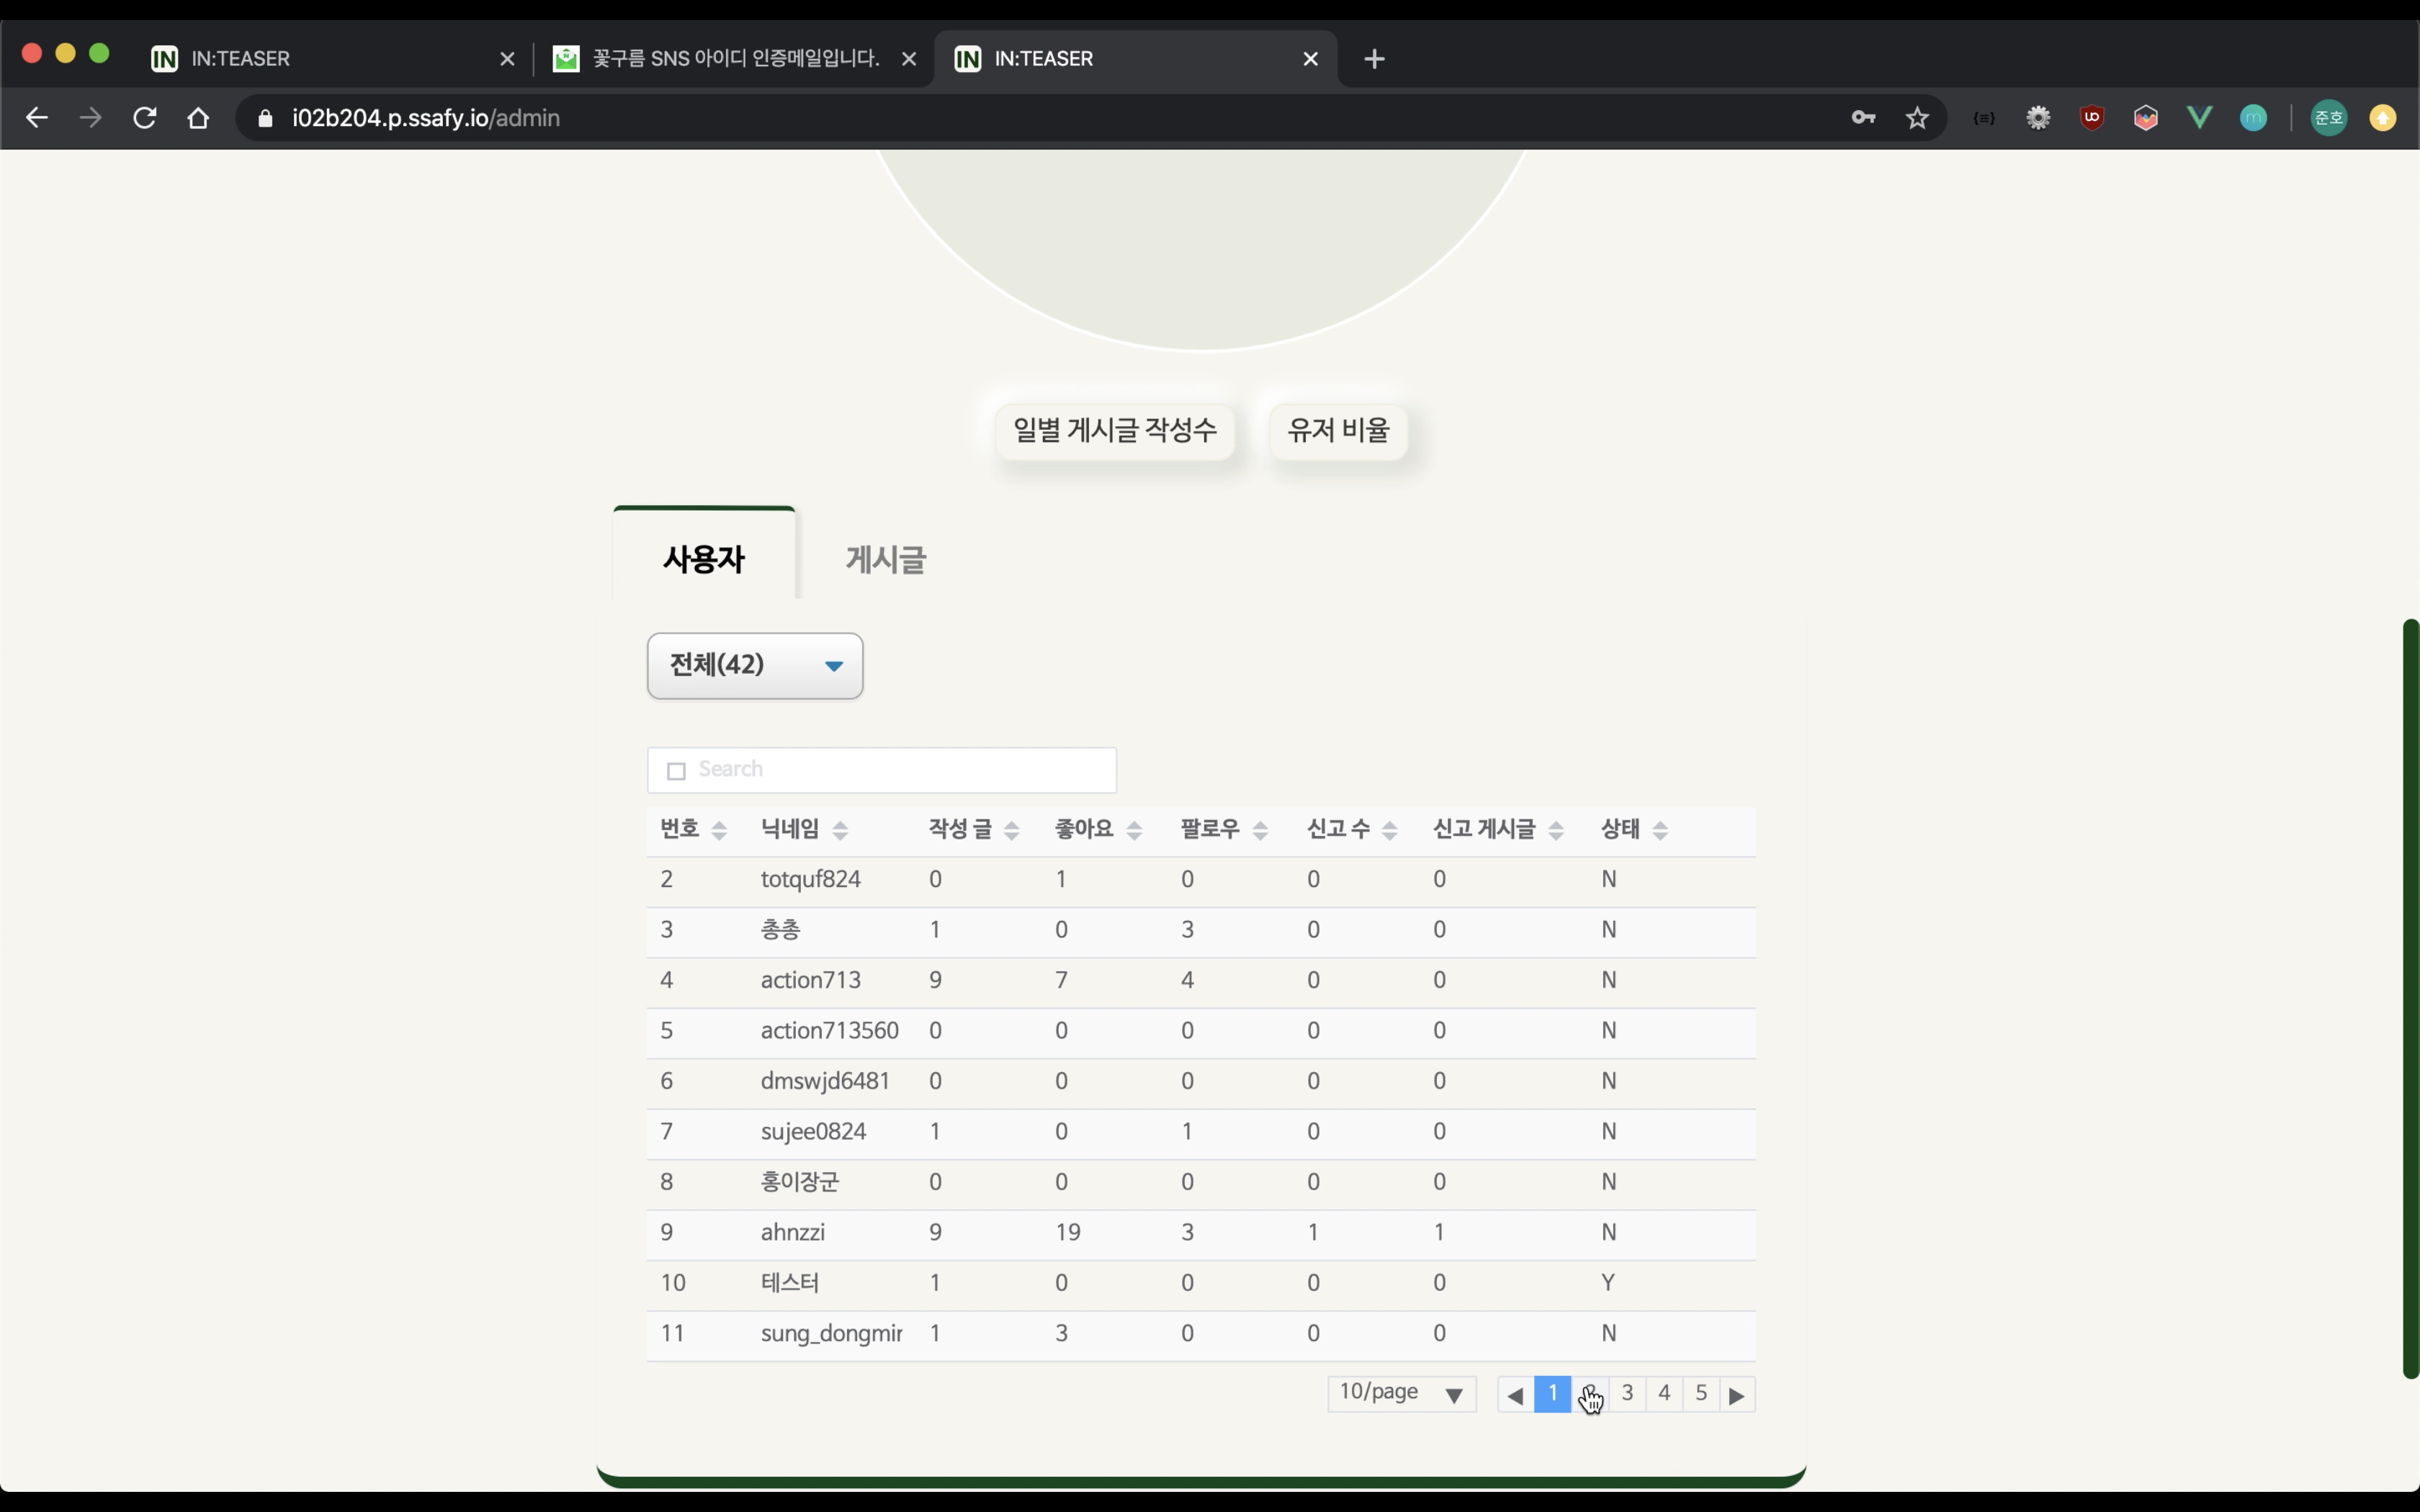 IN IN:TEASER
꽃구름 SNS 아이디 인증메일입니다.
IN IN:TEASER
i02b204.p.ssafy.io/admin
준호
일별 게시글 작성수 유저 비율
사용자 게시글
전체(42)
Search
번호 닉네임 작성 글 좋아요 팔로우 신고 수 신고 게시글 상태
2 totquf824 0 1 0 0 0 N
3 총총 1 0 3 0 0 N
4 action713 9 7 4 0 0 N
5 action713560 0 0 0 0 0 N
6 dmswjd6481 0 0 0 0 0 N
7 sujee0824 1 0 1 0 0 N
8 홍이장군 0 0 0 0 0 N
9 ahnzzi 9 19 3 1 1 N
10 테스터 1 0 0 0 0 Y
11 sung_dongmir 1 3 0 0 0 N
10/page 1 3 4 5